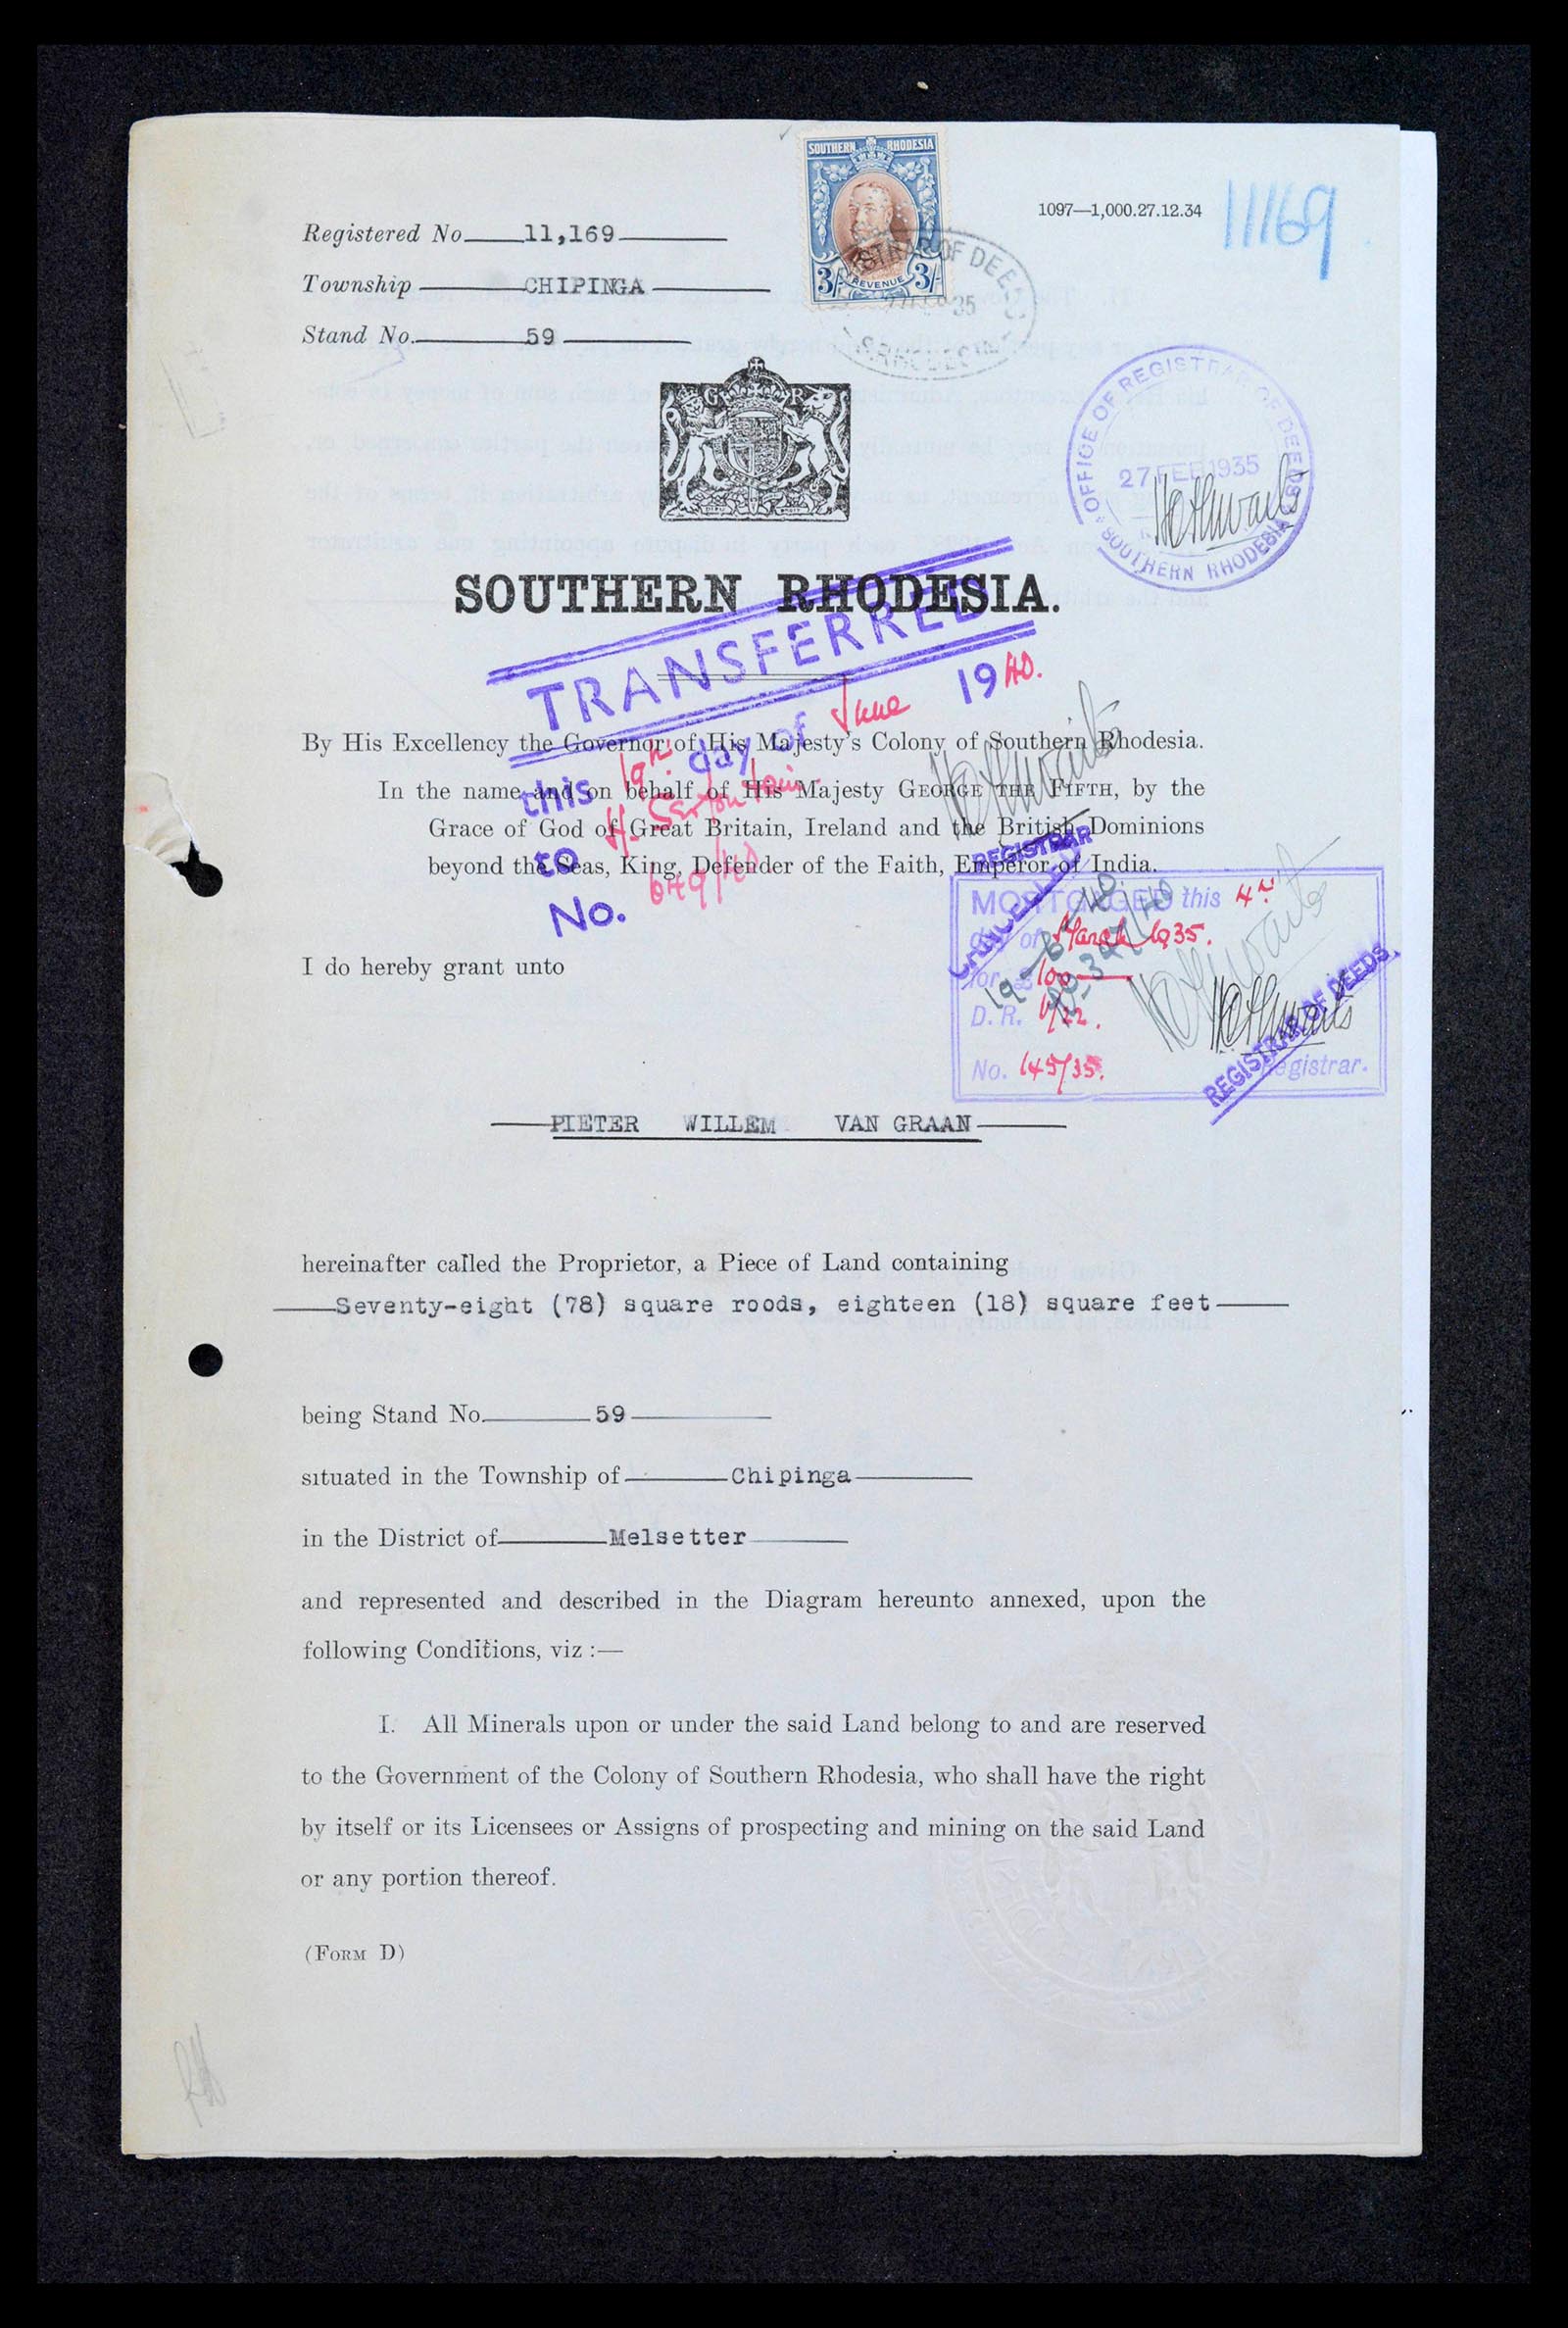 SOUTHERN RHODESIA
3/- REVENUE 3/-
1097—1,000.27.12.34
11169
Registered No 11,169
Township CHIPINGA
Stand No. 59
G R
OFFICE OF REGISTRAR OF DEEDS
27 FEB 1935
SOUTHERN RHODESIA
SOUTHERN RHODESIA.
TRANSFERRED
this 19th day of June 1940.
to H.
No. 649/40
By His Excellency the Governor of His Majesty's Colony of Southern Rhodesia.
In the name and on behalf of His Majesty GEORGE THE FIFTH, by the
Grace of God of Great Britain, Ireland and the British Dominions
beyond the Seas, King, Defender of the Faith, Emperor of India.
REGISTRAR
CANCELLED
MORTGAGED this 4th
day of March 1935.
for £ 100
D. R. 1/22.
No. 145/35.
Registrar.
REGISTRAR OF DEEDS
I do hereby grant unto
PIETER WILLEM VAN GRAAN
hereinafter called the Proprietor, a Piece of Land containing
Seventy-eight (78) square roods, eighteen (18) square feet
being Stand No. 59
situated in the Township of Chipinga
in the District of Melsetter
and represented and described in the Diagram hereunto annexed, upon the
following Conditions, viz :—
I. All Minerals upon or under the said Land belong to and are reserved
to the Government of the Colony of Southern Rhodesia, who shall have the right
by itself or its Licensees or Assigns of prospecting and mining on the said Land
or any portion thereof.
(FORM D)